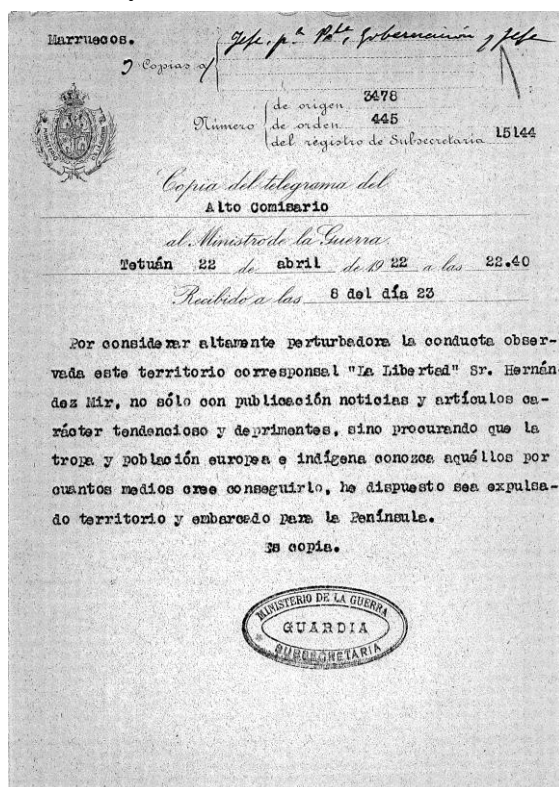 Marruecos.
Jefe, p.ª Pte, Gobernación y Jefe
3 Copias a
Número
de origen 3478
de orden 445
del registro de Subsecretaría 15144
Copia del telegrama del
Alto Comisario
al Ministro de la Guerra.
Tetuán 22 de abril de 1922 a las 22.40
Recibido a las 8 del día 23
Por considerar altamente perturbadora la conducta obser-
vada este territorio corresponsal "La Libertad" Sr. Hernán
dez Mir, no sólo con publicación noticias y artículos ca-
rácter tendencioso y deprimentes, sino procurando que la
tropa y población europea e indígena conozca aquéllos por
cuantos medios cree conseguirlo, he dispuesto sea expulsa-
do territorio y embarcado para la Península.
Es copia.
MINISTERIO DE LA GUERRA
GUARDIA
SUBSECRETARIA